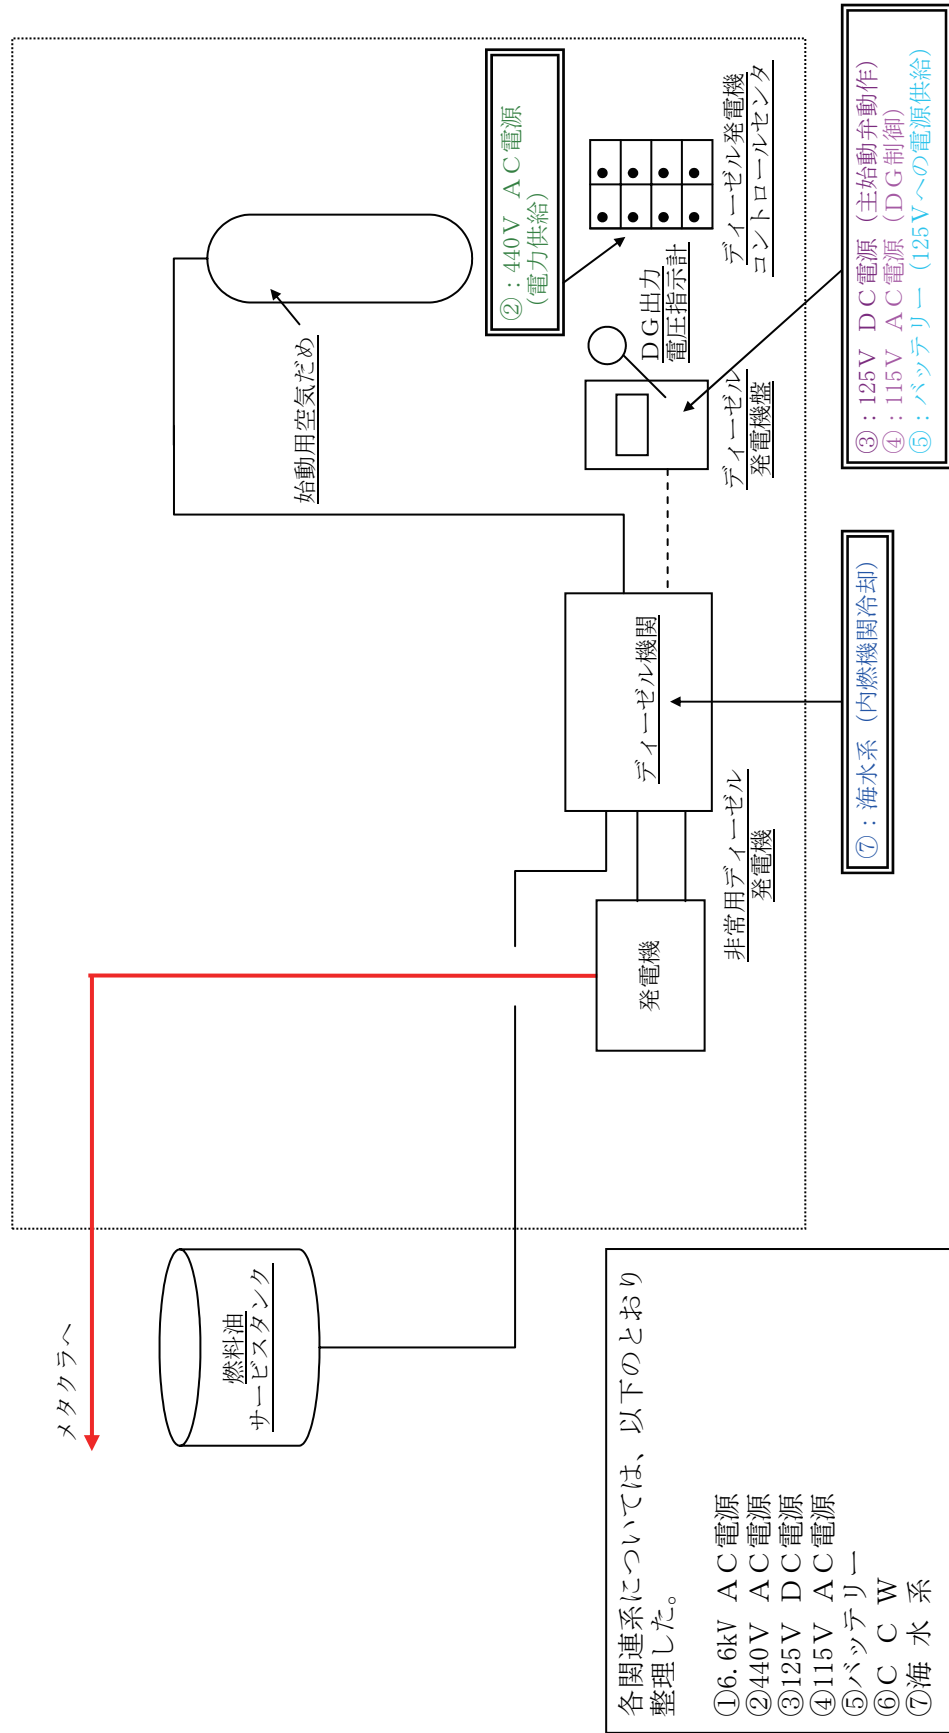 メタクラへ
燃料油
サービスタンク
始動用空気だめ
②：440V AC電源
(電力供給)
発電機
ディーゼル機関
非常用ディーゼル
発電機
ディーゼル
発電機盤
DG出力
電圧指示計
ディーゼル発電機
コントロールセンタ
各関連系については、以下のとおり
整理した。
①6.6kV AC電源
②440V AC電源
③125V DC電源
④115V AC電源
⑤バッテリー
⑥C C W
⑦海 水 系
⑦：海水系 (内燃機関冷却)
③：125V DC電源 (主始動弁動作)
④：115V AC電源 (DG制御)
⑤：バッテリー (125Vへの電源供給)